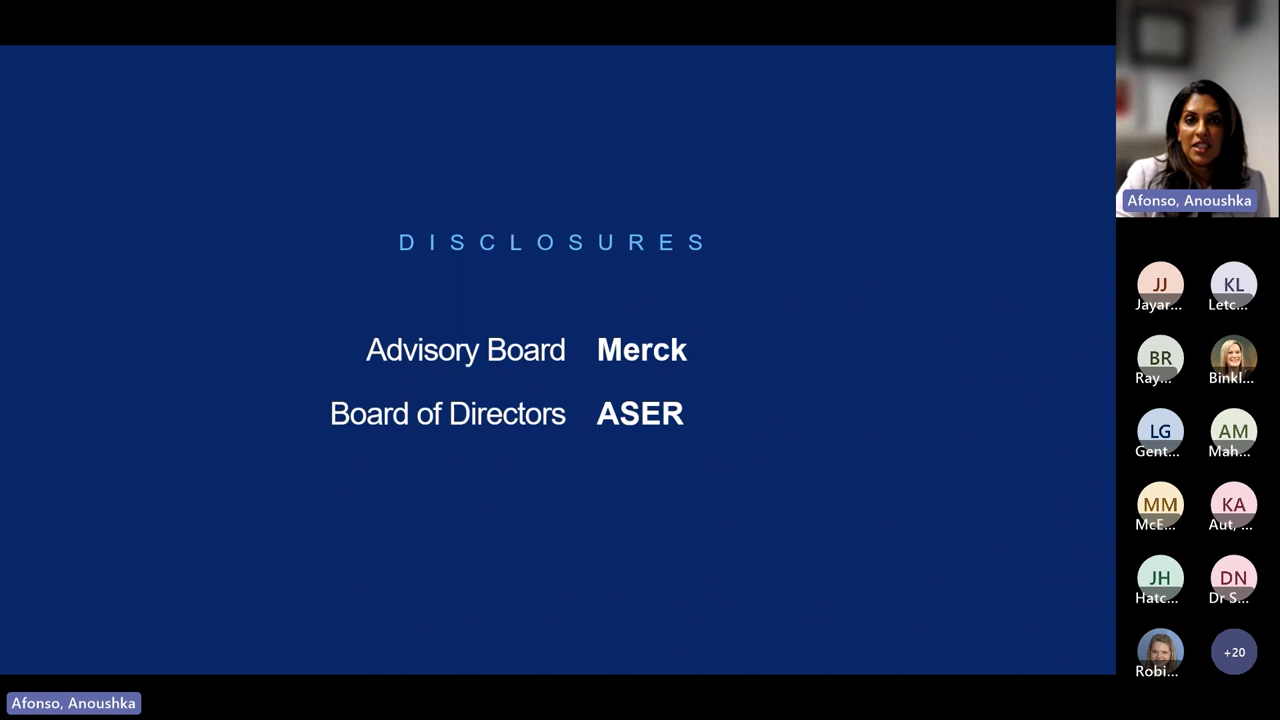 DISCLOSURES
Advisory Board Merck
Board of Directors ASER
Afonso, Anoushka
Afonso, Anoushka
JJ KL
Jayar... Letc...
BR
Ray... Binkl...
LG AM
Gent... Mah...
MM KA
McE... Aut, ...
JH DN
Hatc... Dr S...
+20
Robi...